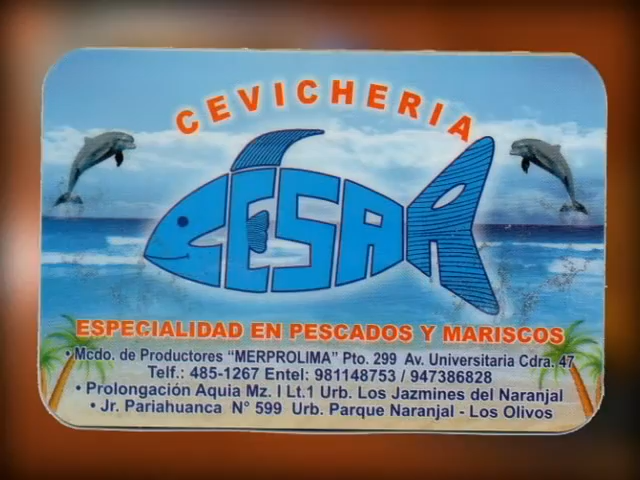 CEVICHERIA
CESAR
ESPECIALIDAD EN PESCADOS Y MARISCOS
• Mcdo. de Productores "MERPROLIMA" Pto. 299 Av. Universitaria Cdra. 47
Telf.: 485-1267 Entel: 981148753 / 947386828
• Prolongación Aquia Mz. I Lt.1 Urb. Los Jazmines del Naranjal
• Jr. Pariahuanca N° 599 Urb. Parque Naranjal - Los Olivos